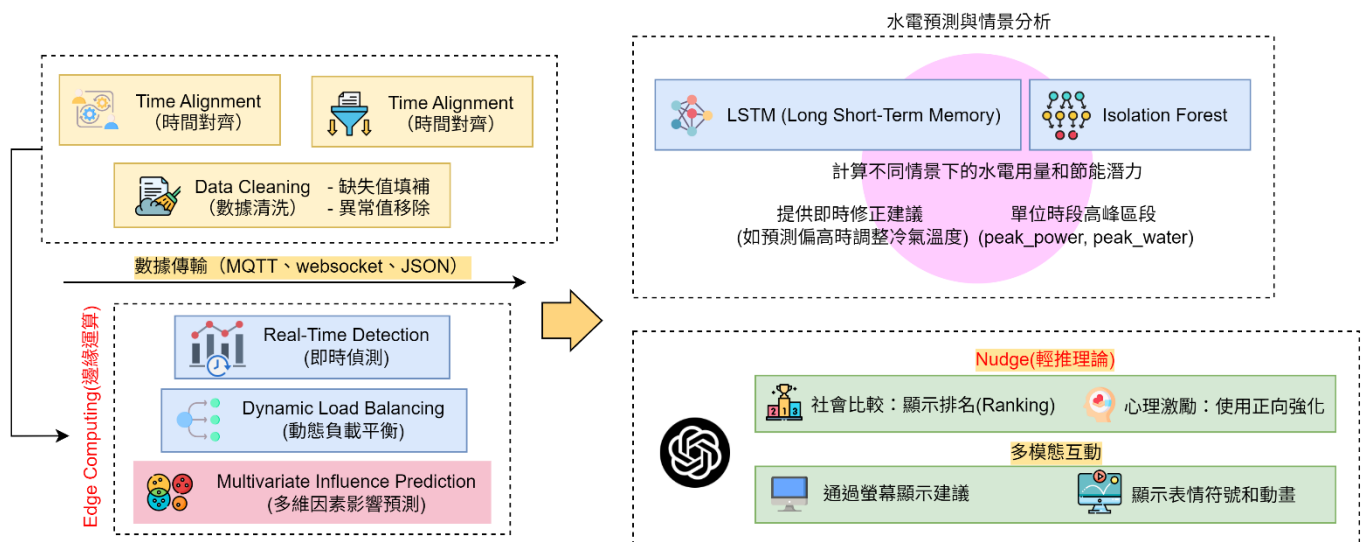 Time Alignment
（時間對齊）
Time Alignment
（時間對齊）
Data Cleaning
（數據清洗）
- 缺失值填補
- 異常值移除
數據傳輸（MQTT、websocket、JSON）
Edge Computing(邊緣運算)
Real-Time Detection
(即時偵測)
Dynamic Load Balancing
(動態負載平衡)
Multivariate Influence Prediction
(多維因素影響預測)
水電預測與情景分析
LSTM (Long Short-Term Memory)
Isolation Forest
計算不同情景下的水電用量和節能潛力
提供即時修正建議
(如預測偏高時調整冷氣溫度)
單位時段高峰區段
(peak_power, peak_water)
Nudge(輕推理論)
社會比較：顯示排名(Ranking)
心理激勵：使用正向強化
多模態互動
通過螢幕顯示建議
顯示表情符號和動畫